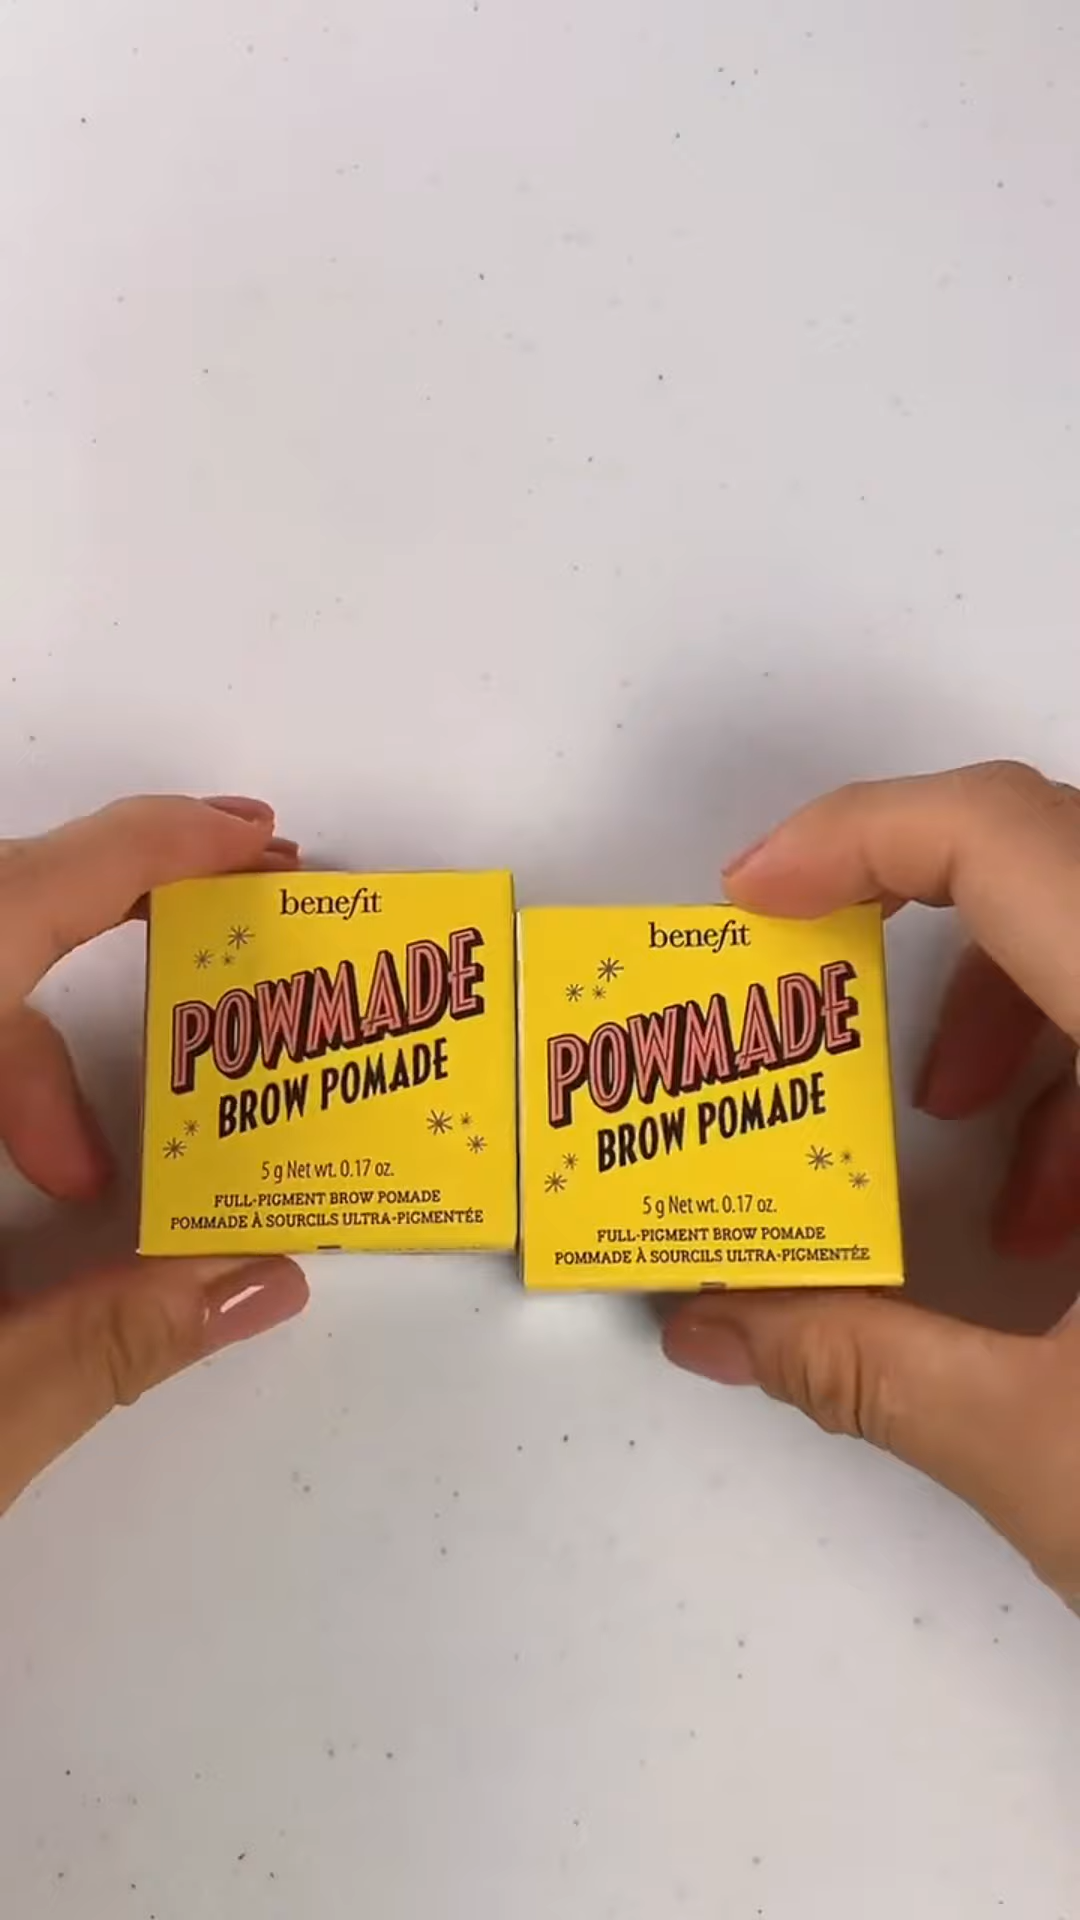 benefit
POWMADE
BROW POMADE
5 g Net wt. 0.17 oz.
FULL-PIGMENT BROW POMADE
POMMADE À SOURCILS ULTRA-PIGMENTÉE
benefit
POWMADE
BROW POMADE
5 g Net wt. 0.17 oz.
FULL-PIGMENT BROW POMADE
POMMADE À SOURCILS ULTRA-PIGMENTÉE